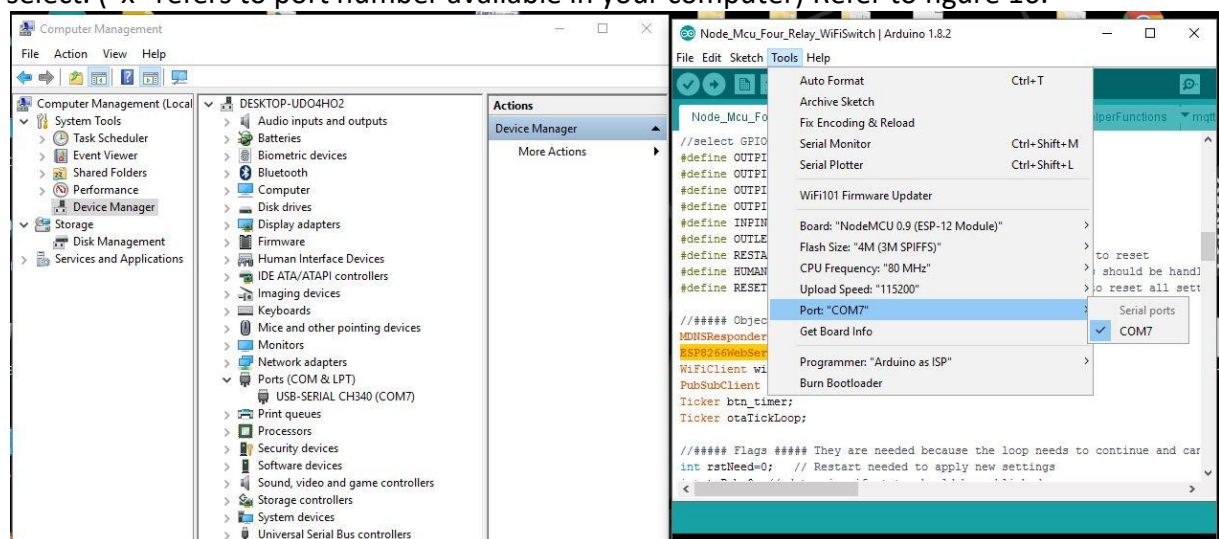 select. ( "x" refers to port number available in your computer) Refer to figure 16.
Computer Management
File Action View Help
Computer Management (Local
System Tools
Task Scheduler
Event Viewer
Shared Folders
Performance
Device Manager
Storage
Disk Management
Services and Applications
DESKTOP-UDO4HO2
Audio inputs and outputs
Batteries
Biometric devices
Bluetooth
Computer
Disk drives
Display adapters
Firmware
Human Interface Devices
IDE ATA/ATAPI controllers
Imaging devices
Keyboards
Mice and other pointing devices
Monitors
Network adapters
Ports (COM & LPT)
USB-SERIAL CH340 (COM7)
Print queues
Processors
Security devices
Software devices
Sound, video and game controllers
Storage controllers
System devices
Universal Serial Bus controllers
Actions
Device Manager
More Actions
Node_Mcu_Four_Relay_WiFiSwitch | Arduino 1.8.2
File Edit Sketch Tools Help
Node_Mcu_Fo
lperFunctions
mqtt
Auto Format Ctrl+T
Archive Sketch
Fix Encoding & Reload
Serial Monitor Ctrl+Shift+M
Serial Plotter Ctrl+Shift+L
WiFi101 Firmware Updater
Board: "NodeMCU 0.9 (ESP-12 Module)"
Flash Size: "4M (3M SPIFFS)"
CPU Frequency: "80 MHz"
Upload Speed: "115200"
Port: "COM7"
Get Board Info
Programmer: "Arduino as ISP"
Burn Bootloader
Serial ports
COM7
//select GPIO
#define OUTPI
#define OUTPI
#define OUTPI
#define OUTPI
#define INPIN
#define OUTLE
#define RESTA to reset
#define HUMAN should be handl
#define RESET to reset all sett
//##### Objec
MDNSResponder
ESP8266WebSer
WiFiClient wi
PubSubClient
Ticker btn_timer;
Ticker otaTickLoop;
//##### Flags ##### They are needed because the loop needs to continue and car
int rstNeed=0; // Restart needed to apply new settings